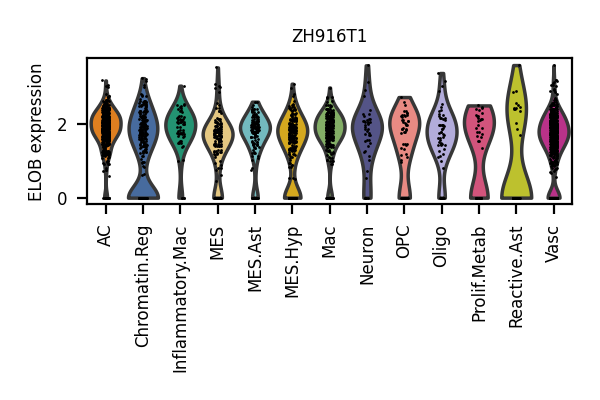 ZH916T1
ELOB expression
2
0
AC
Chromatin.Reg
Inflammatory.Mac
MES
MES.Ast
MES.Hyp
Mac
Neuron
OPC
Oligo
Prolif.Metab
Reactive.Ast
Vasc